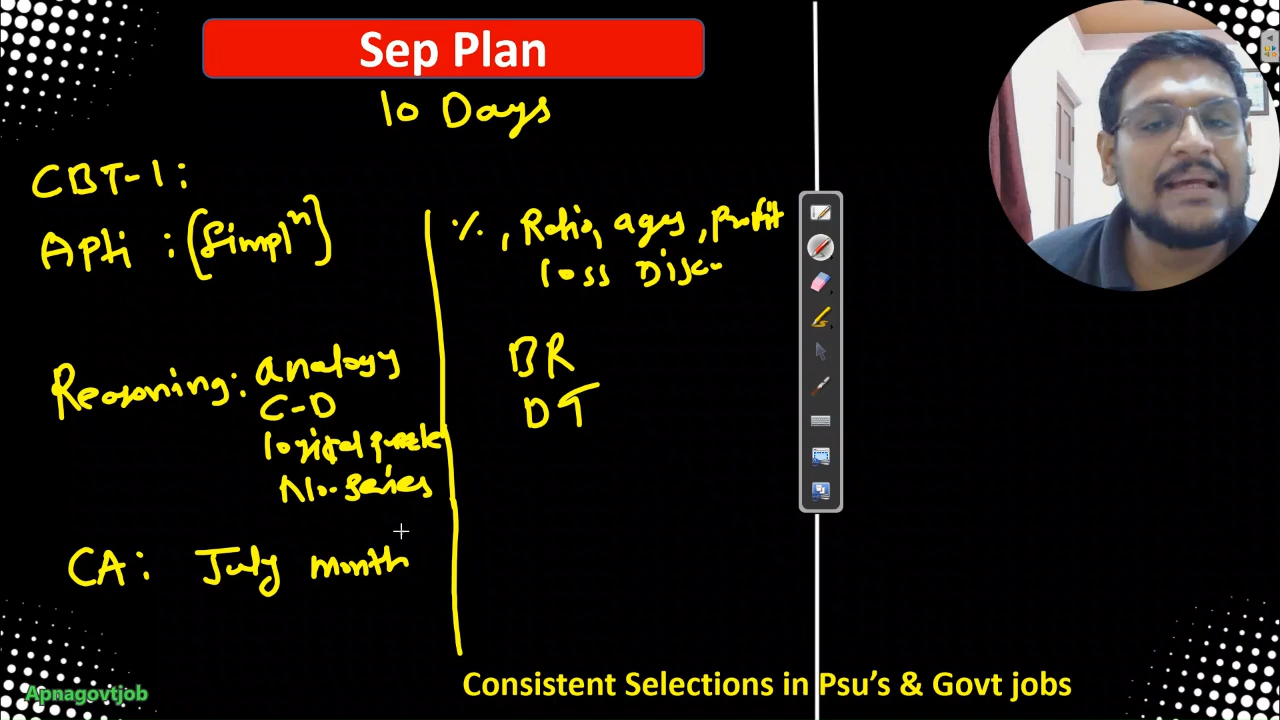 Sep Plan
10 Days
CBT-1:
Apti : [Simplⁿ]
%, Ratio, ages, Profit
loss Disc
Reasoning: analogy
C-D
logical puzzle
No. Series
BR
DT
CA: July month
Consistent Selections in Psu's & Govt jobs
Apnagovtjob